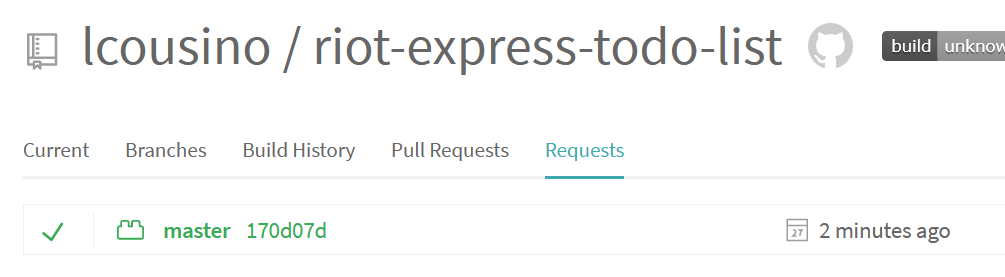 lcousino / riot-express-todo-list
build
Current Branches Build History Pull Requests Requests
master 170d07d 27 2 minutes ago